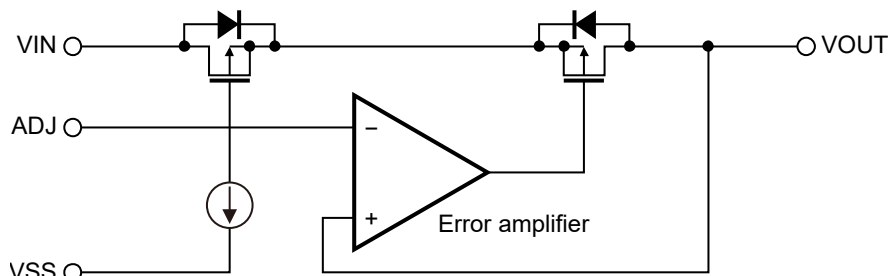 VIN
VOUT
ADJ
−
+
Error amplifier
VSS